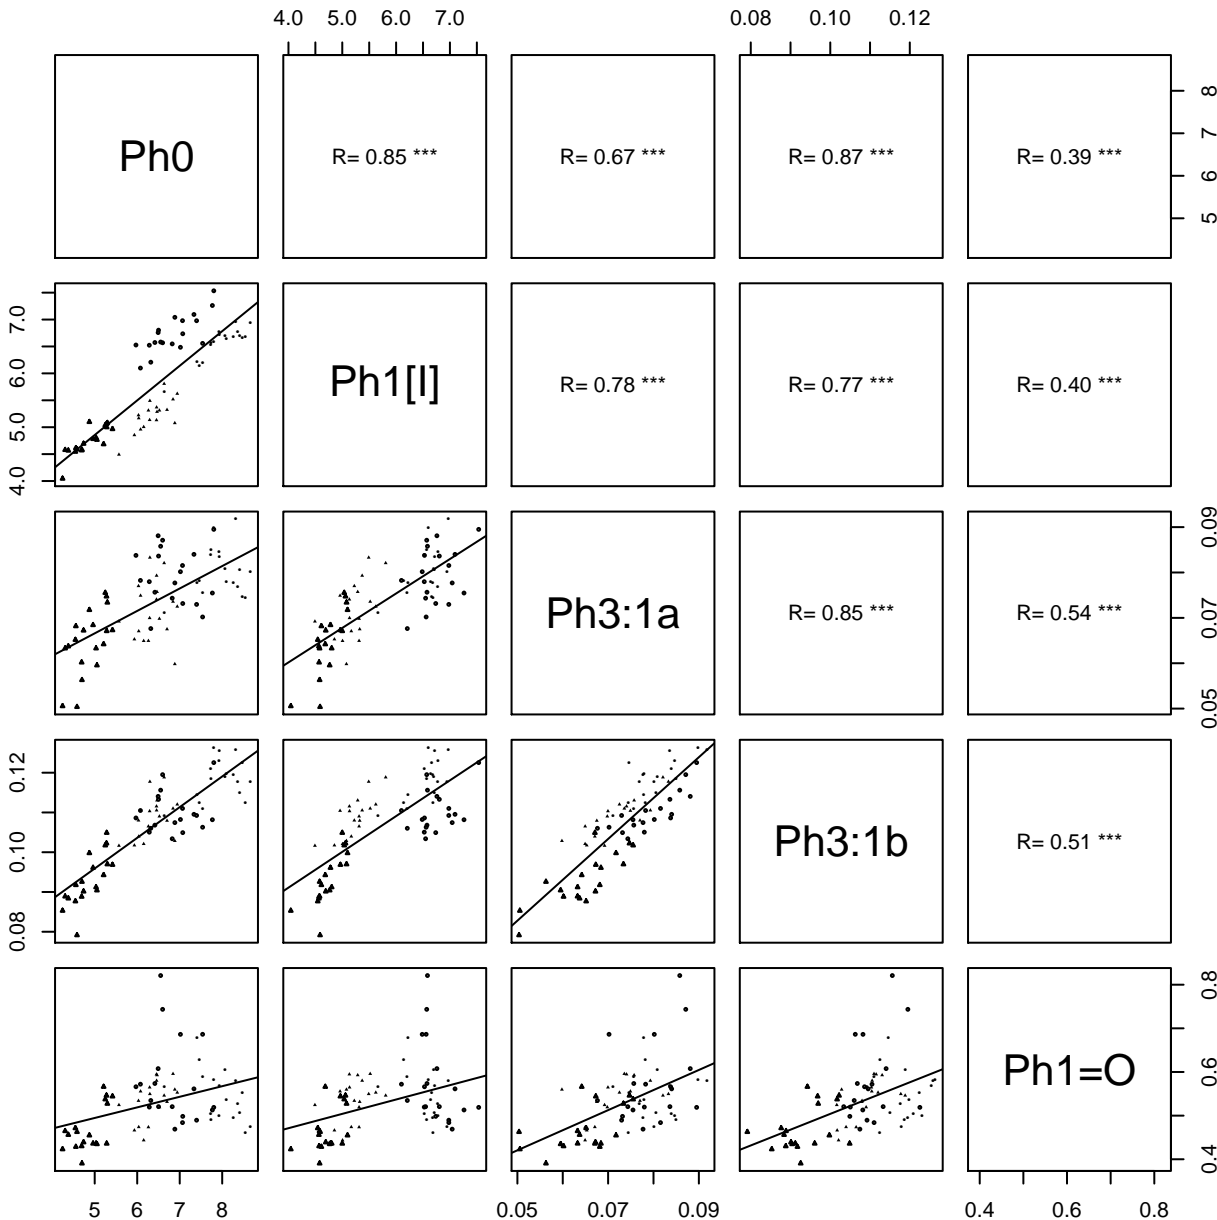 4.0 5.0 6.0 7.0 0.08 0.10 0.12
Ph0 R= 0.85 *** R= 0.67 *** R= 0.87 *** R= 0.39 ***
5 6 7 8
4.0 5.0 6.0 7.0
Ph1[I] R= 0.78 *** R= 0.77 *** R= 0.40 ***
Ph3:1a R= 0.85 *** R= 0.54 ***
0.05 0.07 0.09
0.08 0.10 0.12
Ph3:1b R= 0.51 ***
Ph1=O
0.4 0.6 0.8
5 6 7 8 0.05 0.07 0.09 0.4 0.6 0.8